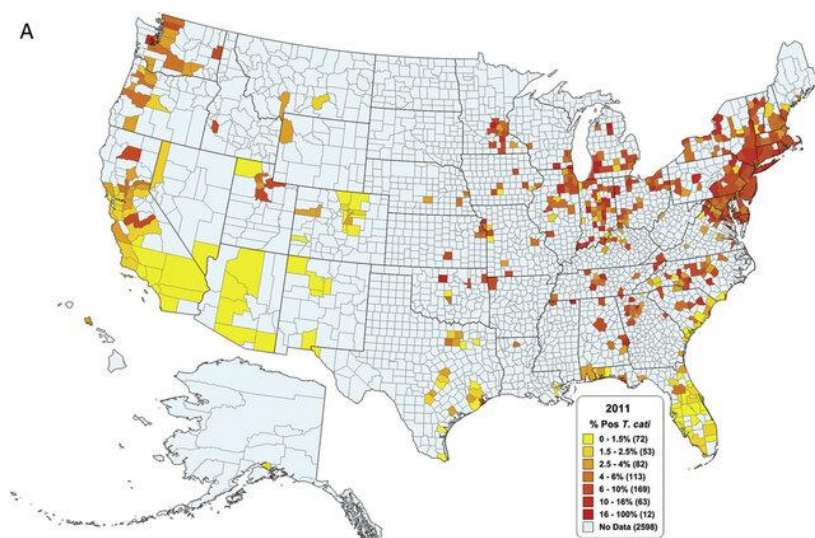 A
2011
% Pos T. cati
0 - 1.5% (72)
1.5 - 2.5% (53)
2.5 - 4% (82)
4 - 6% (113)
6 - 10% (169)
10 - 16% (63)
16 - 100% (12)
No Data (2598)